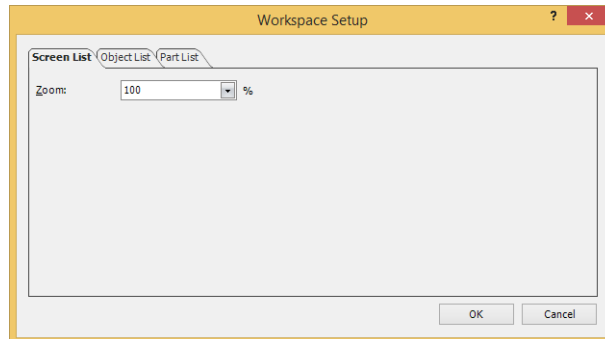 Workspace Setup ? ×
Screen List Object List Part List
Zoom: 100 %
OK Cancel